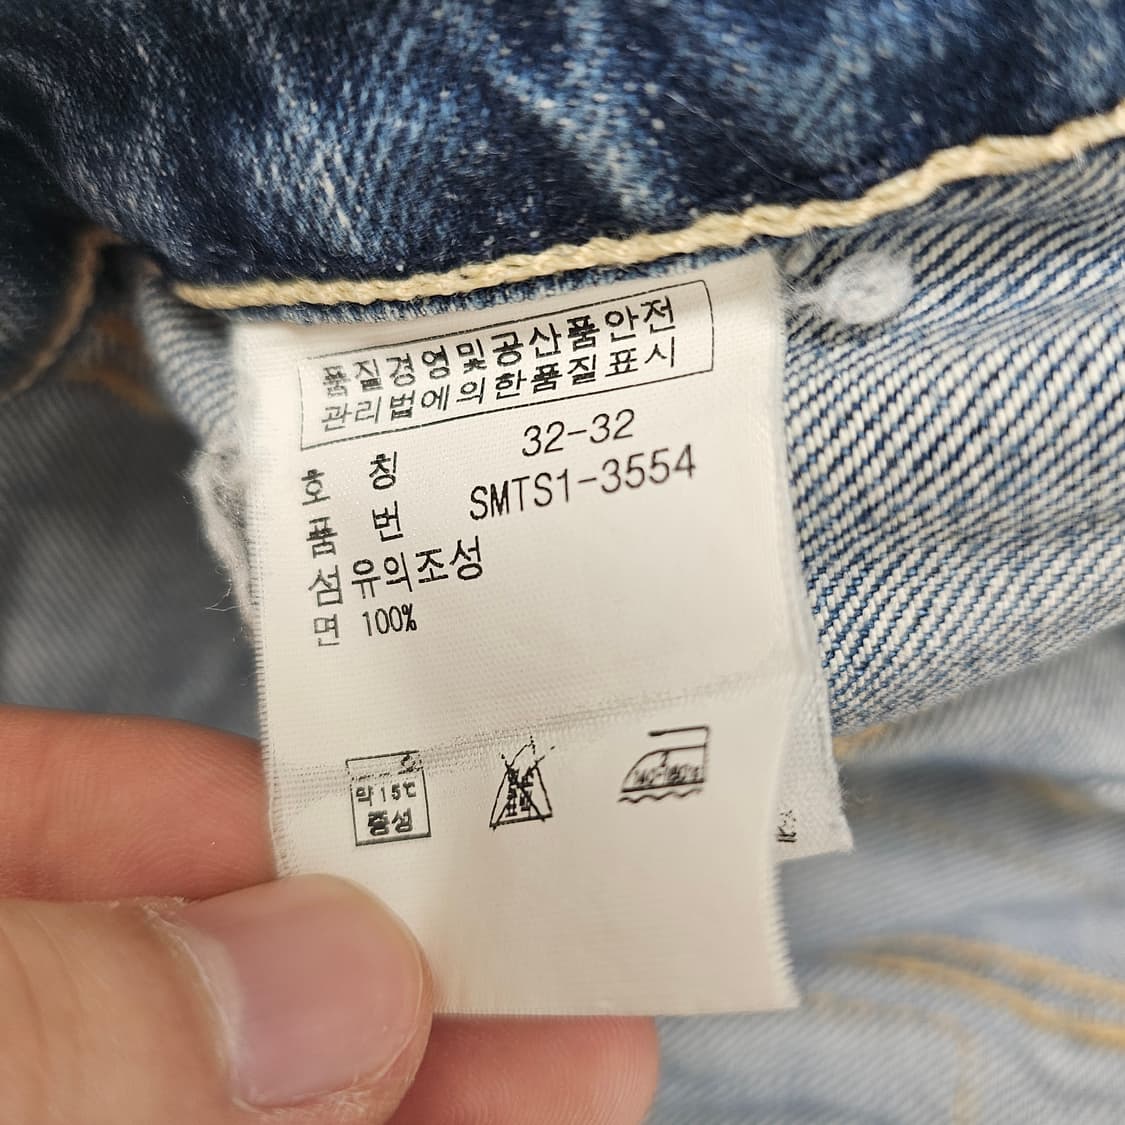 품질경영및공산품안전
관리법에의한품질표시
호 칭 32-32
품 번 SMTS1-3554
섬유의조성
면 100%
약15℃
중성